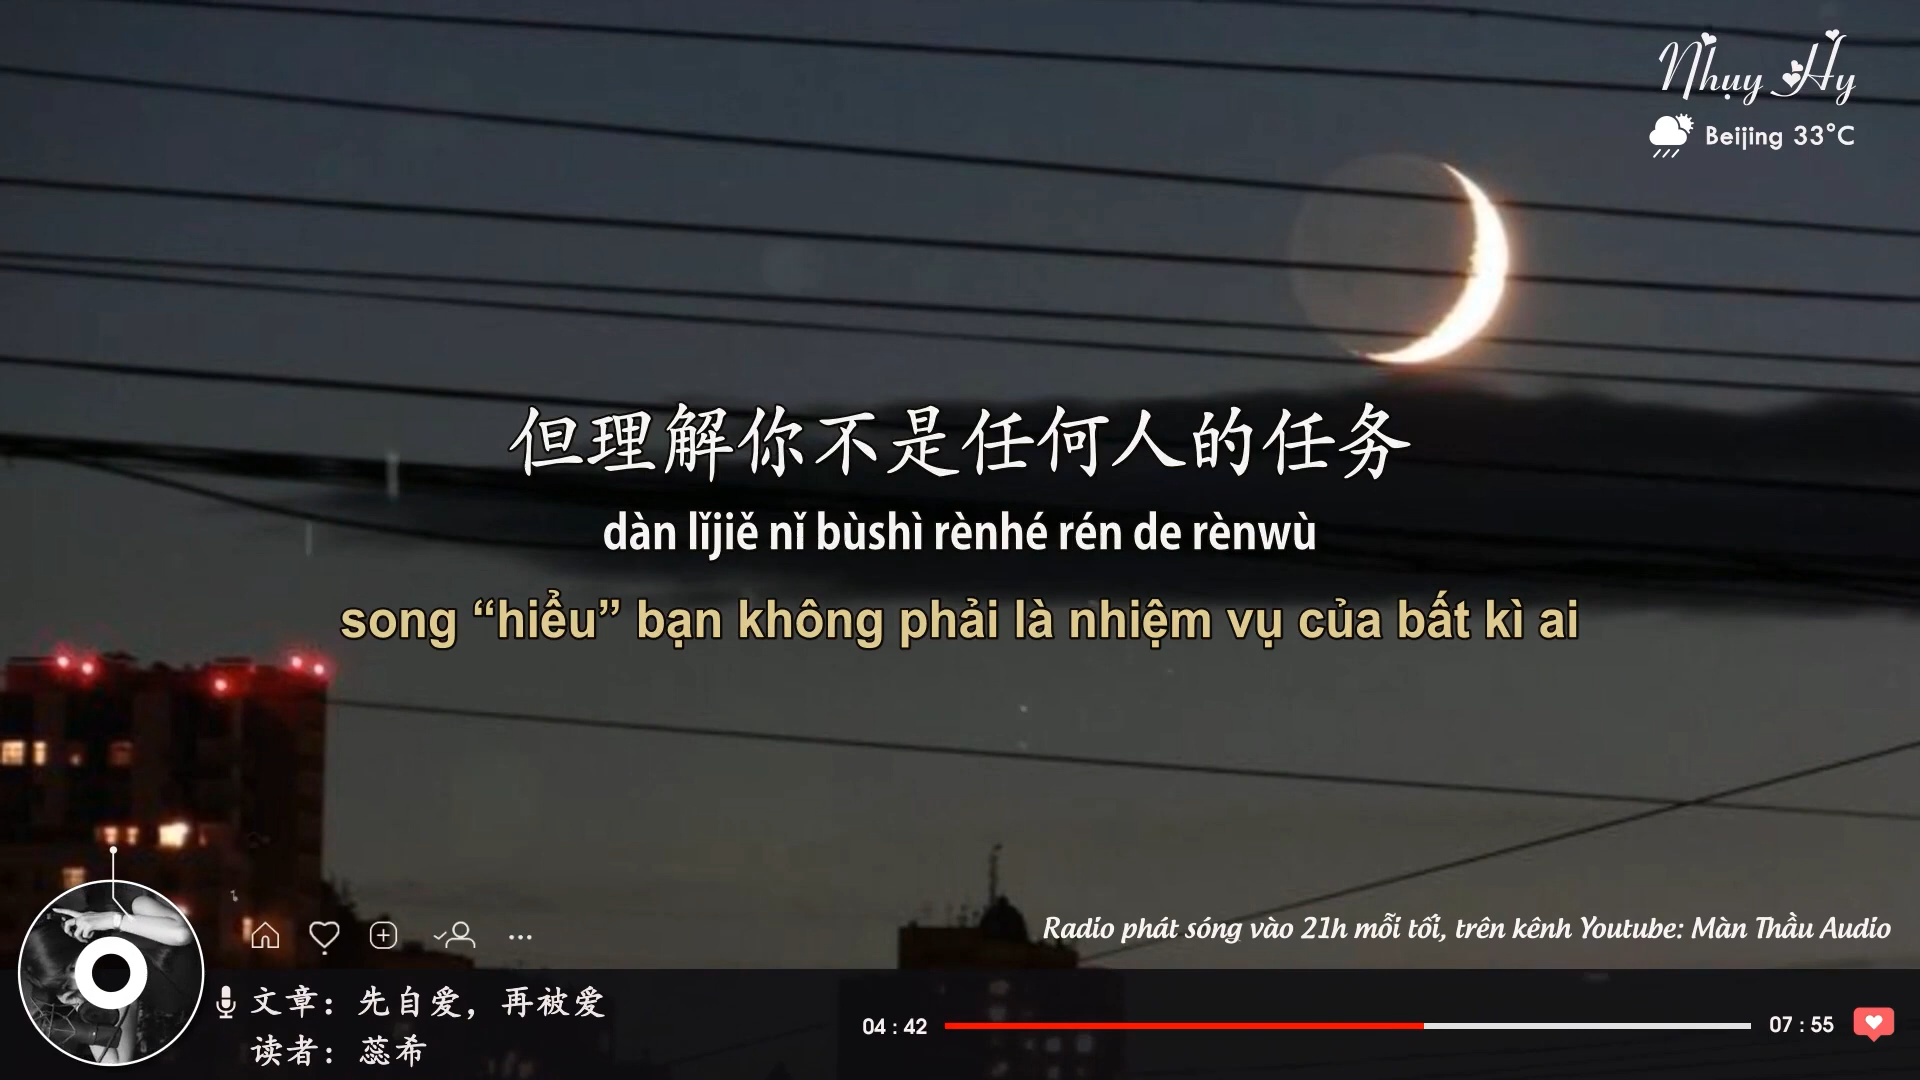 Nhụy Hy
Beijing 33°C
但理解你不是任何人的任务
dàn lǐjiě nǐ bùshì rènhé rén de rènwù
song “hiểu” bạn không phải là nhiệm vụ của bất kì ai
Radio phát sóng vào 21h mỗi tối, trên kênh Youtube: Màn Thầu Audio
文章：先自爱，再被爱
读者：蕊希
04 : 42
07 : 55